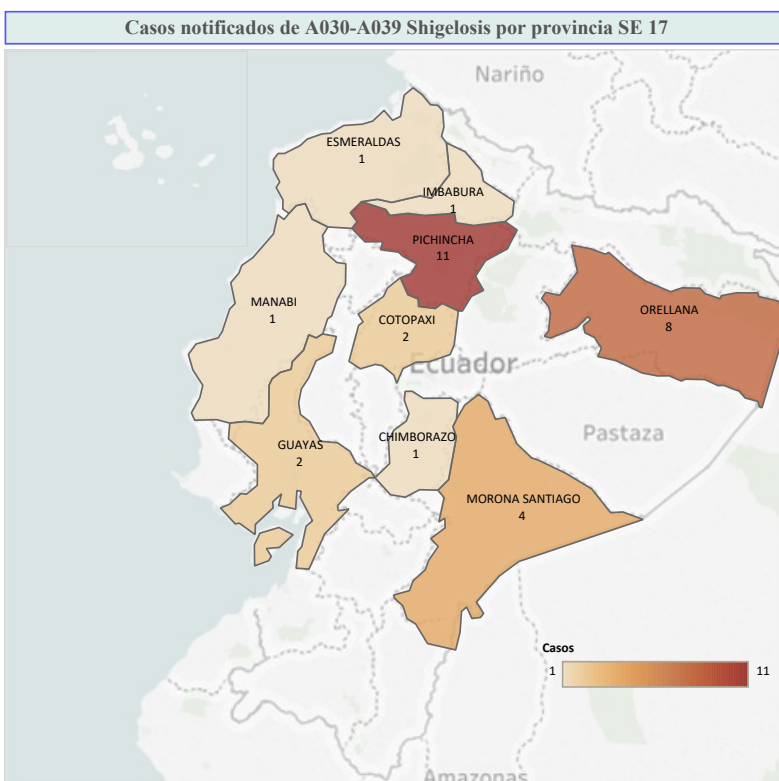 Casos notificados de A030-A039 Shigelosis por provincia SE 17
Nariño
ESMERALDAS
1
IMBABURA
1
PICHINCHA
11
MANABI
1
COTOPAXI
2
ORELLANA
8
Ecuador
CHIMBORAZO
1
Pastaza
GUAYAS
2
MORONA SANTIAGO
4
Casos
1 11
Amazonas